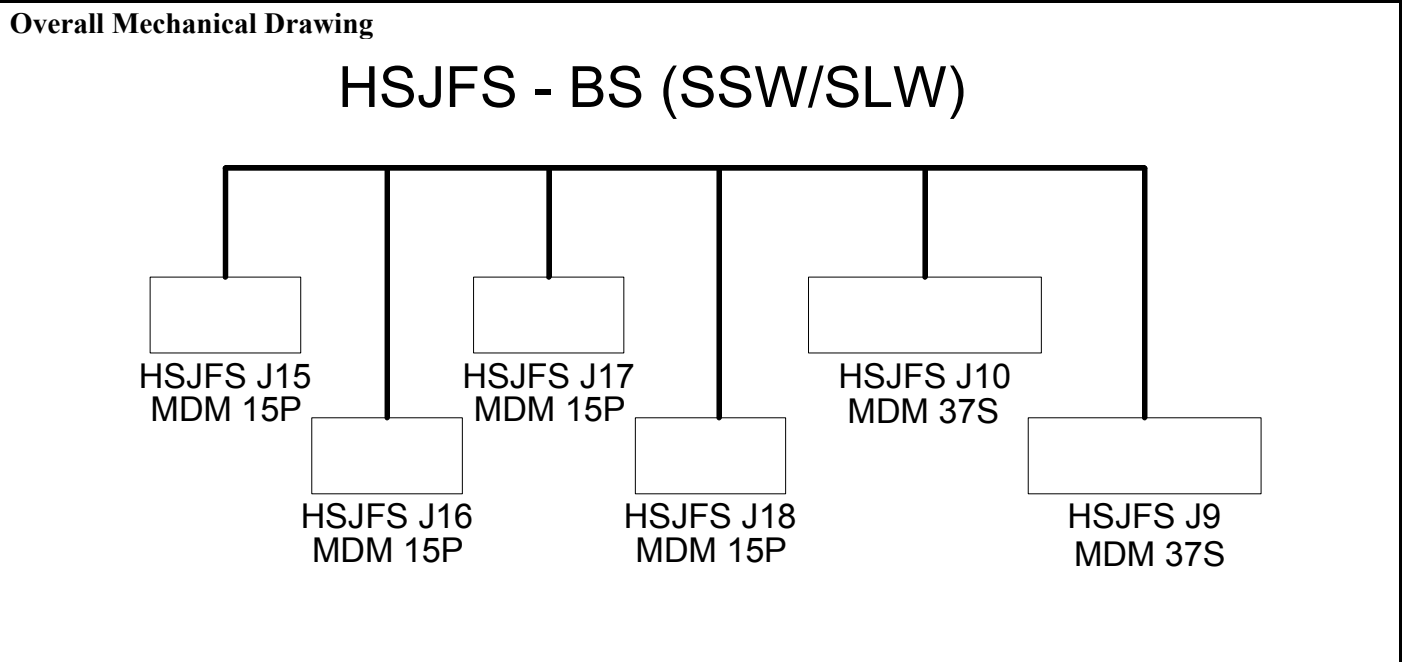 Overall Mechanical Drawing
HSJFS - BS (SSW/SLW)
HSJFS J15
MDM 15P
HSJFS J17
MDM 15P
HSJFS J10
MDM 37S
HSJFS J16
MDM 15P
HSJFS J18
MDM 15P
HSJFS J9
MDM 37S